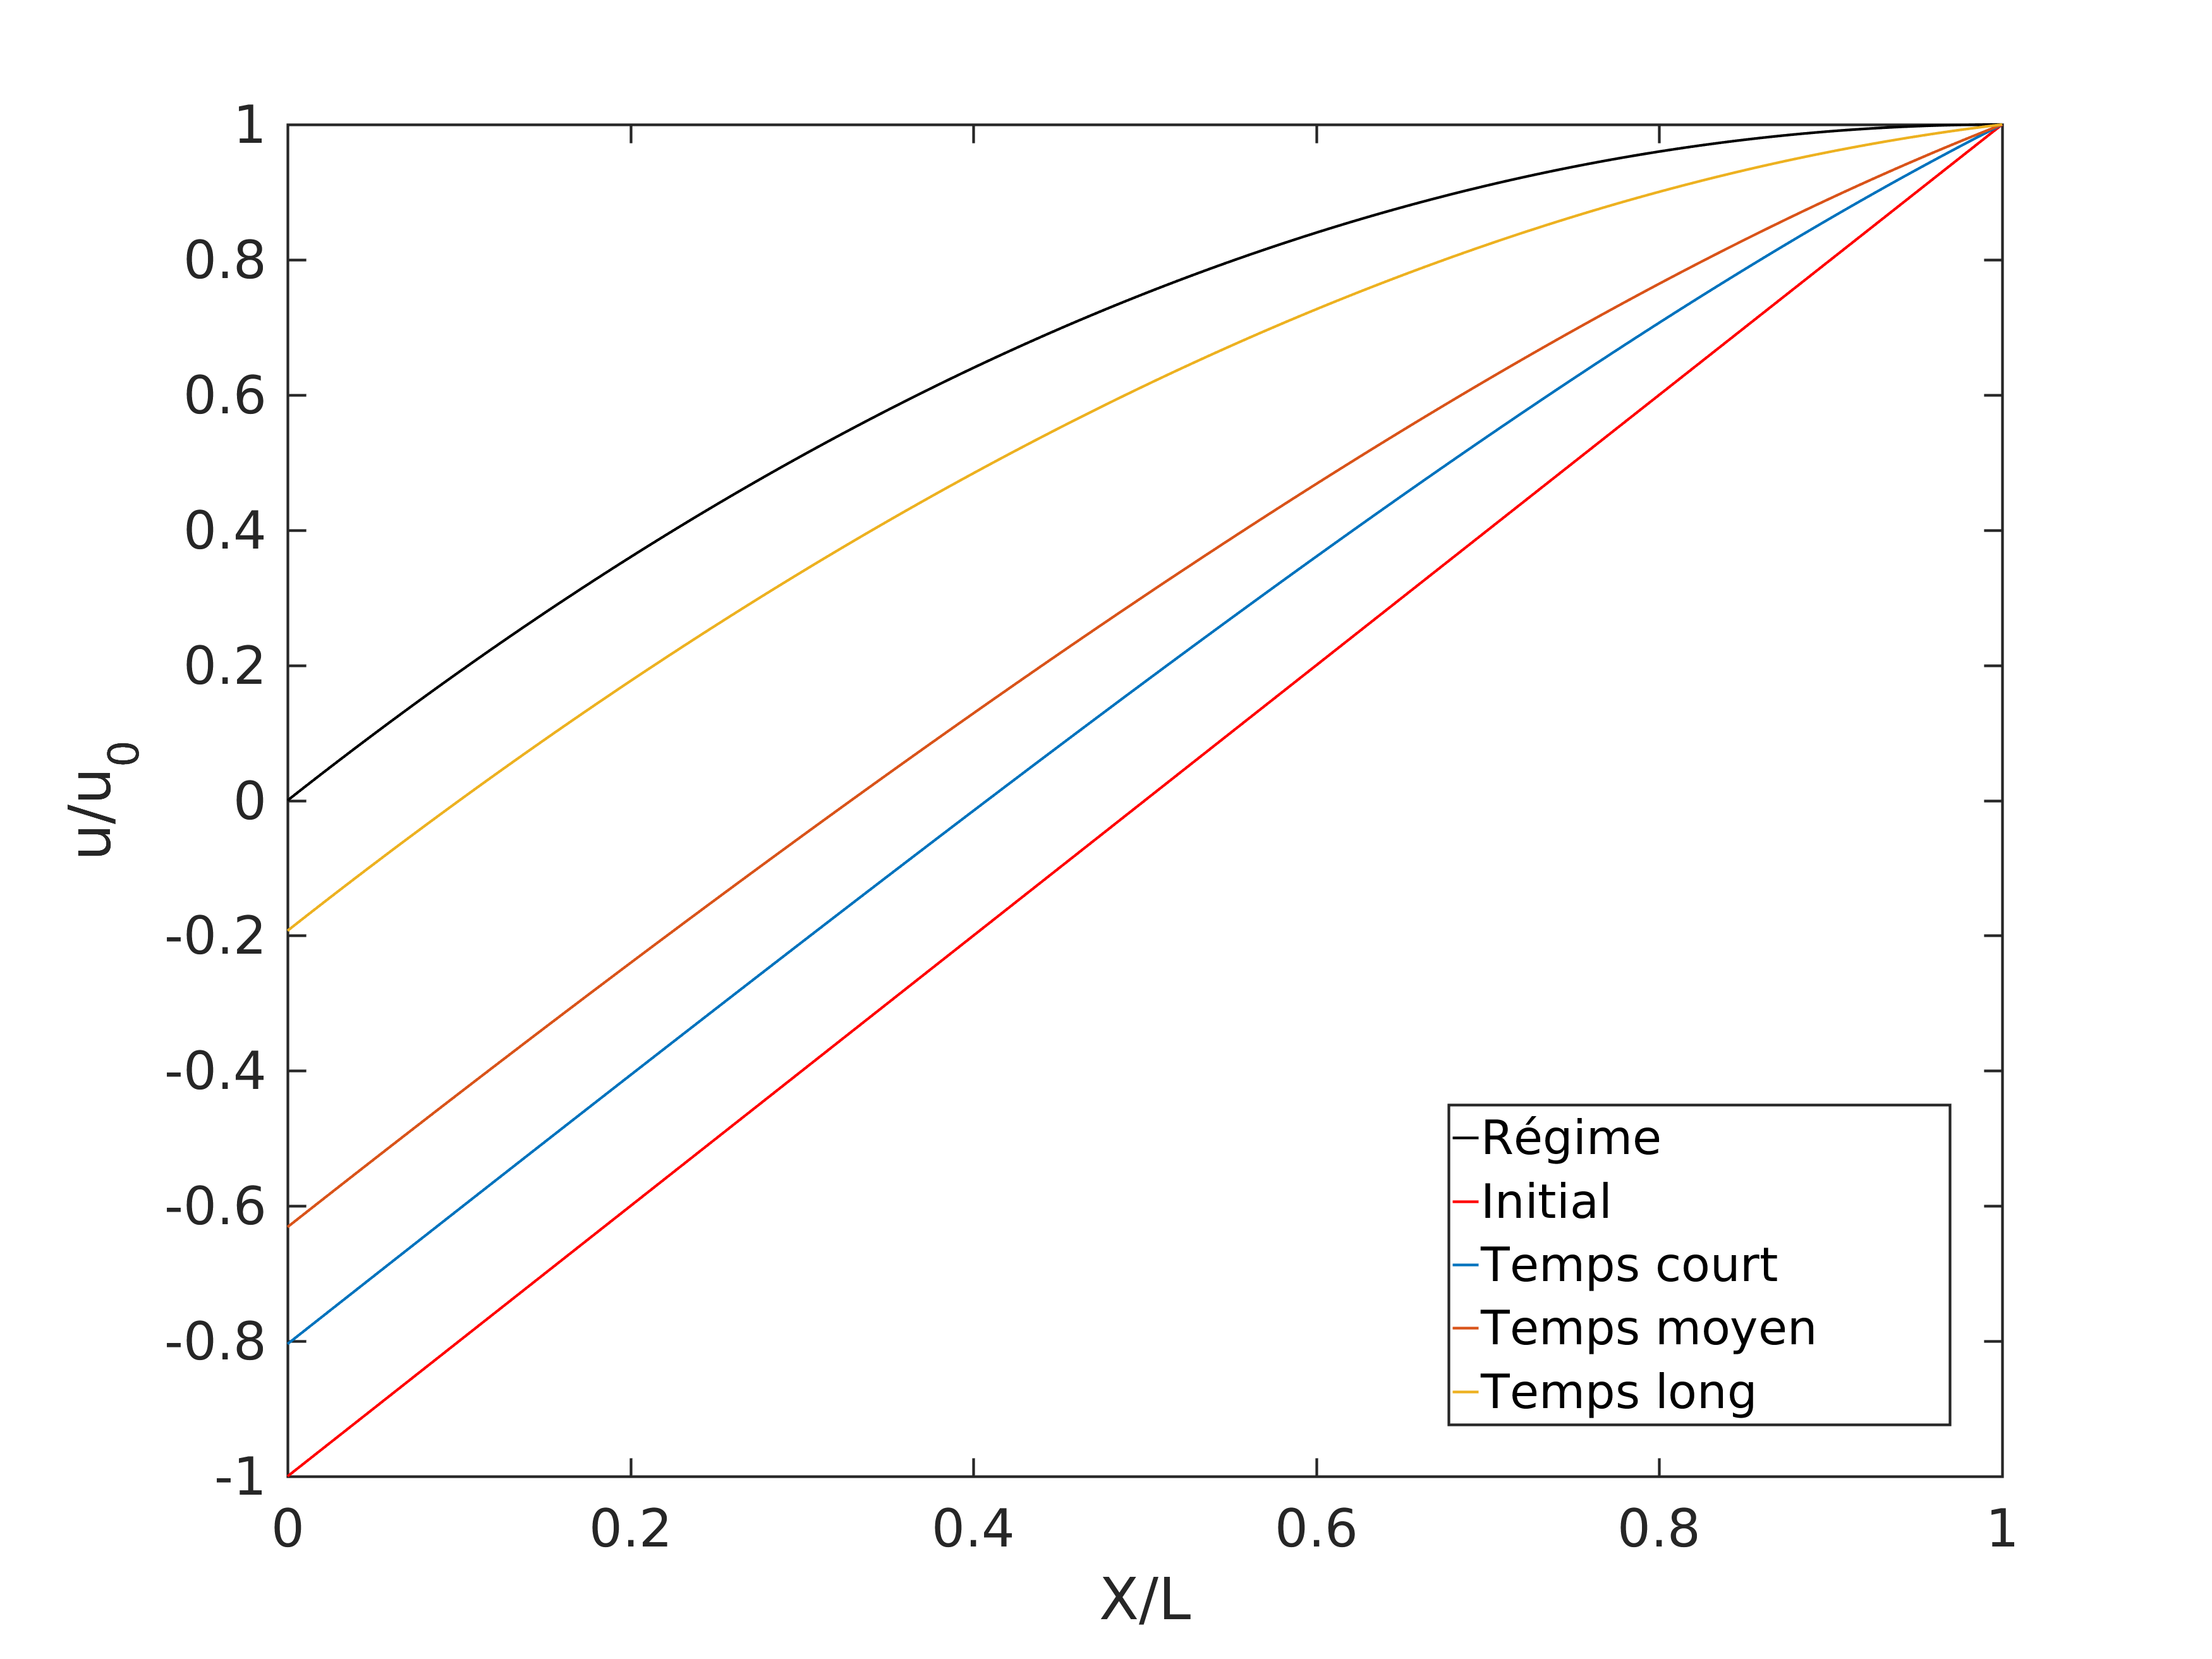 1
0.8
0.6
0.4
0.2
0
-0.2
-0.4
-0.6
-0.8
-1
u/u0
0 0.2 0.4 0.6 0.8 1
X/L
Régime
Initial
Temps court
Temps moyen
Temps long